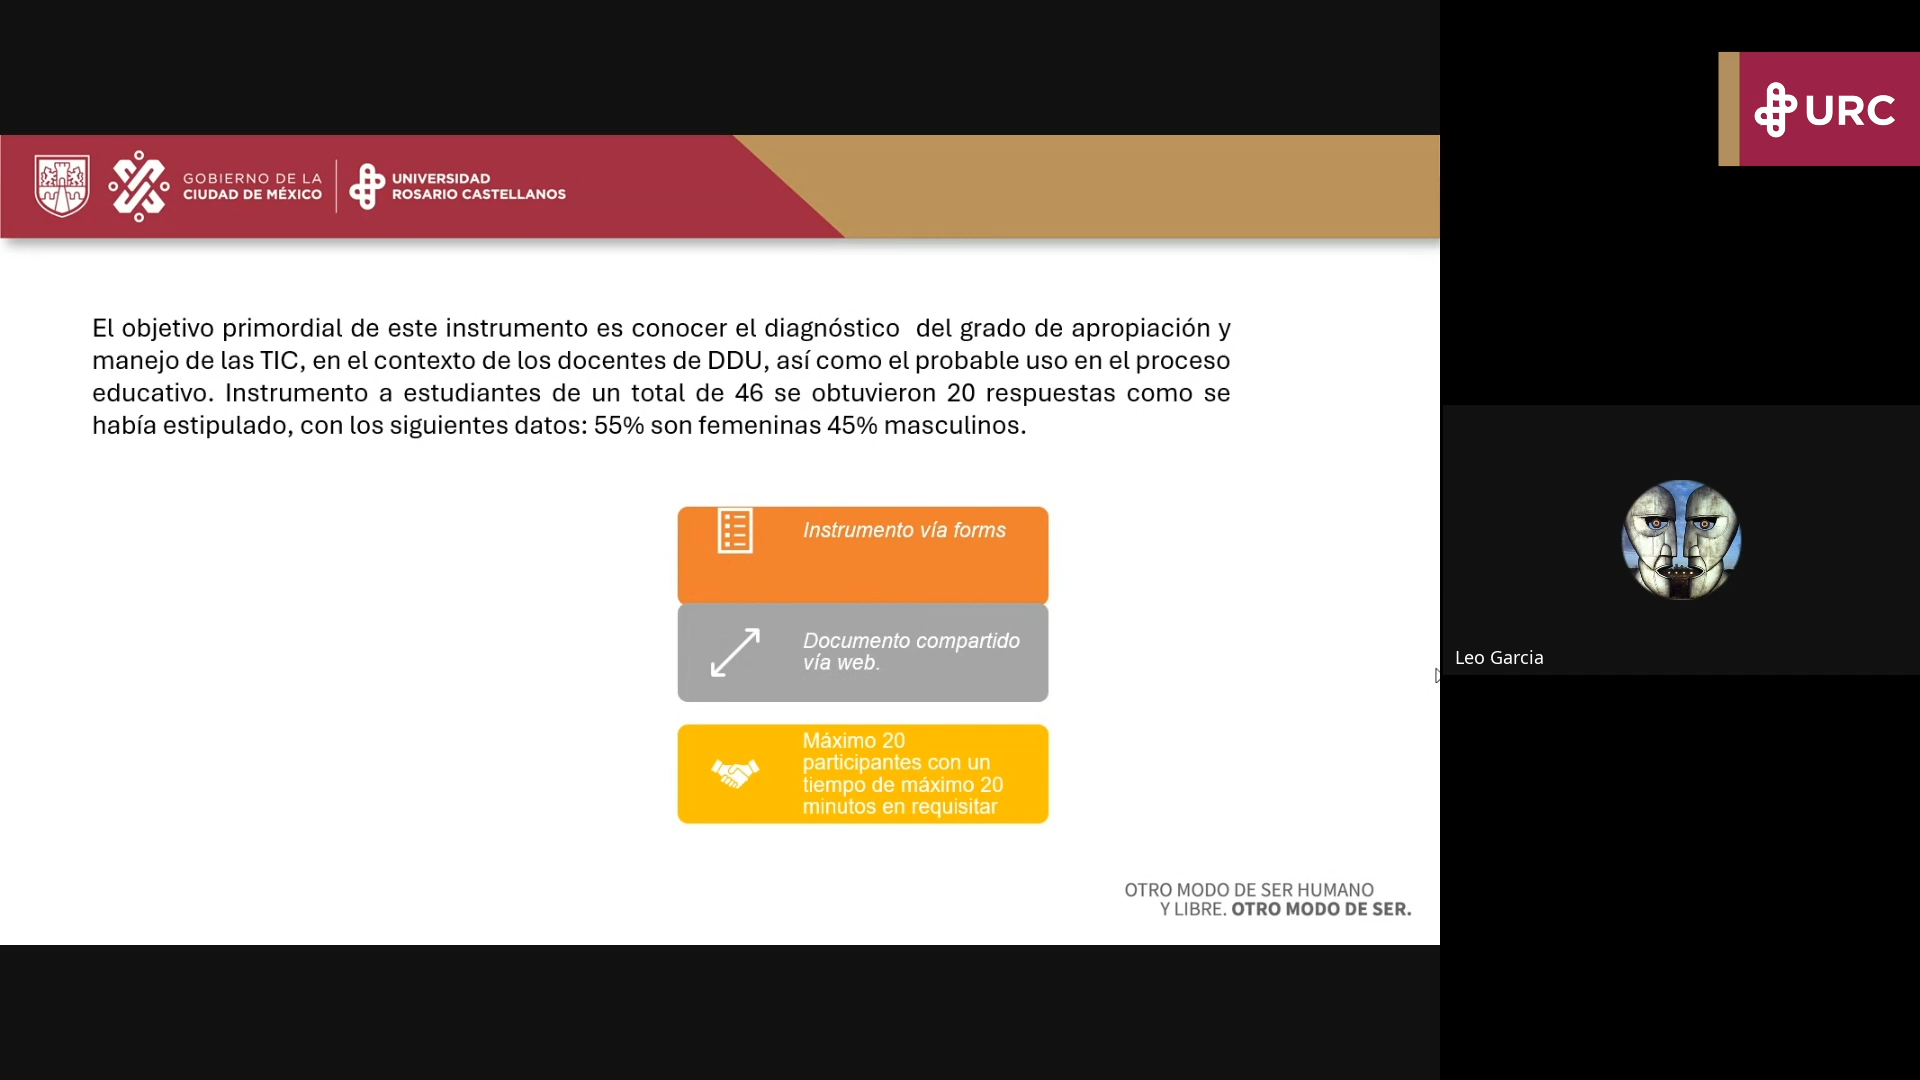 GOBIERNO DE LA
CIUDAD DE MÉXICO
UNIVERSIDAD
ROSARIO CASTELLANOS
URC
El objetivo primordial de este instrumento es conocer el diagnóstico del grado de apropiación y
manejo de las TIC, en el contexto de los docentes de DDU, así como el probable uso en el proceso
educativo. Instrumento a estudiantes de un total de 46 se obtuvieron 20 respuestas como se
había estipulado, con los siguientes datos: 55% son femeninas 45% masculinos.
Instrumento vía forms
Documento compartido
vía web.
Máximo 20
participantes con un
tiempo de máximo 20
minutos en requisitar
Leo Garcia
OTRO MODO DE SER HUMANO
Y LIBRE. OTRO MODO DE SER.